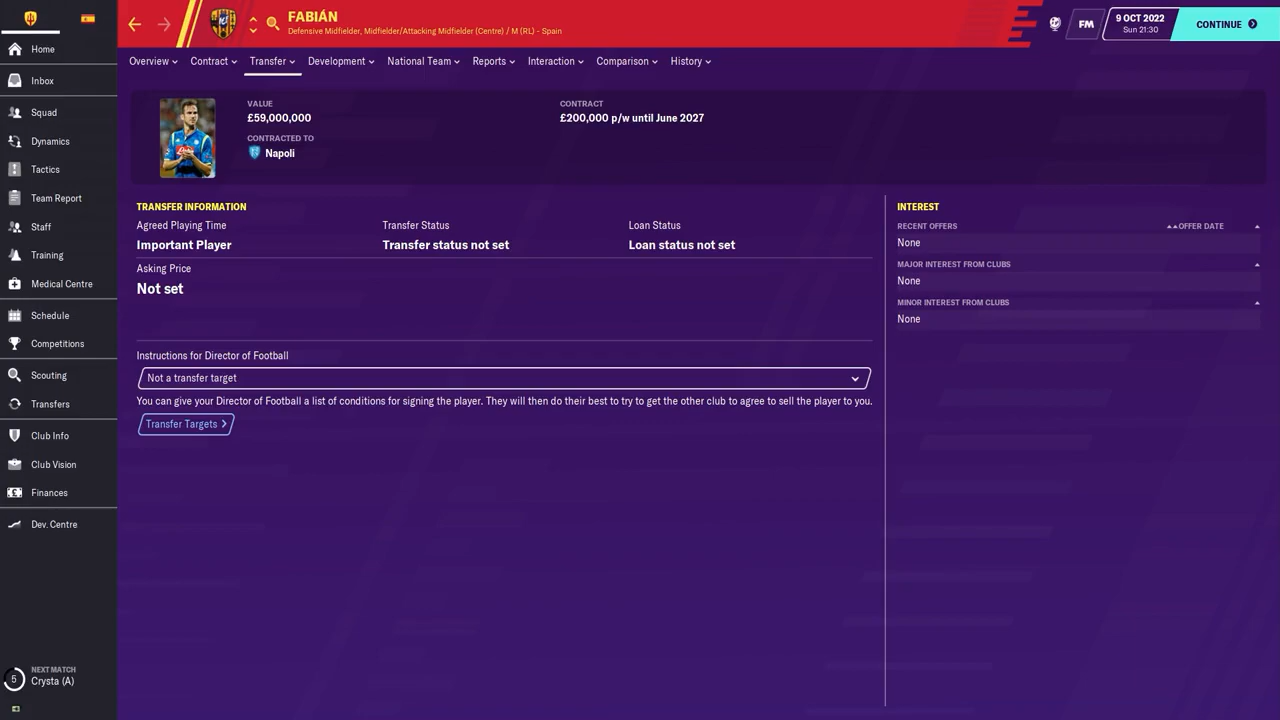 FABIÁN
Defensive Midfielder, Midfielder/Attacking Midfielder (Centre) / M (RL) - Spain
FM
9 OCT 2022
Sun 21:30
CONTINUE
Home
Inbox
Squad
Dynamics
Tactics
Team Report
Staff
Training
Medical Centre
Schedule
Competitions
Scouting
Transfers
Club Info
Club Vision
Finances
Dev. Centre
5
NEXT MATCH
Crysta (A)
Overview
Contract
Transfer
Development
National Team
Reports
Interaction
Comparison
History
VALUE
£59,000,000
CONTRACTED TO
Napoli
CONTRACT
£200,000 p/w until June 2027
TRANSFER INFORMATION
Agreed Playing Time
Important Player
Transfer Status
Transfer status not set
Loan Status
Loan status not set
Asking Price
Not set
Instructions for Director of Football
Not a transfer target
You can give your Director of Football a list of conditions for signing the player. They will then do their best to try to get the other club to agree to sell the player to you.
Transfer Targets
INTEREST
RECENT OFFERS
OFFER DATE
None
MAJOR INTEREST FROM CLUBS
None
MINOR INTEREST FROM CLUBS
None